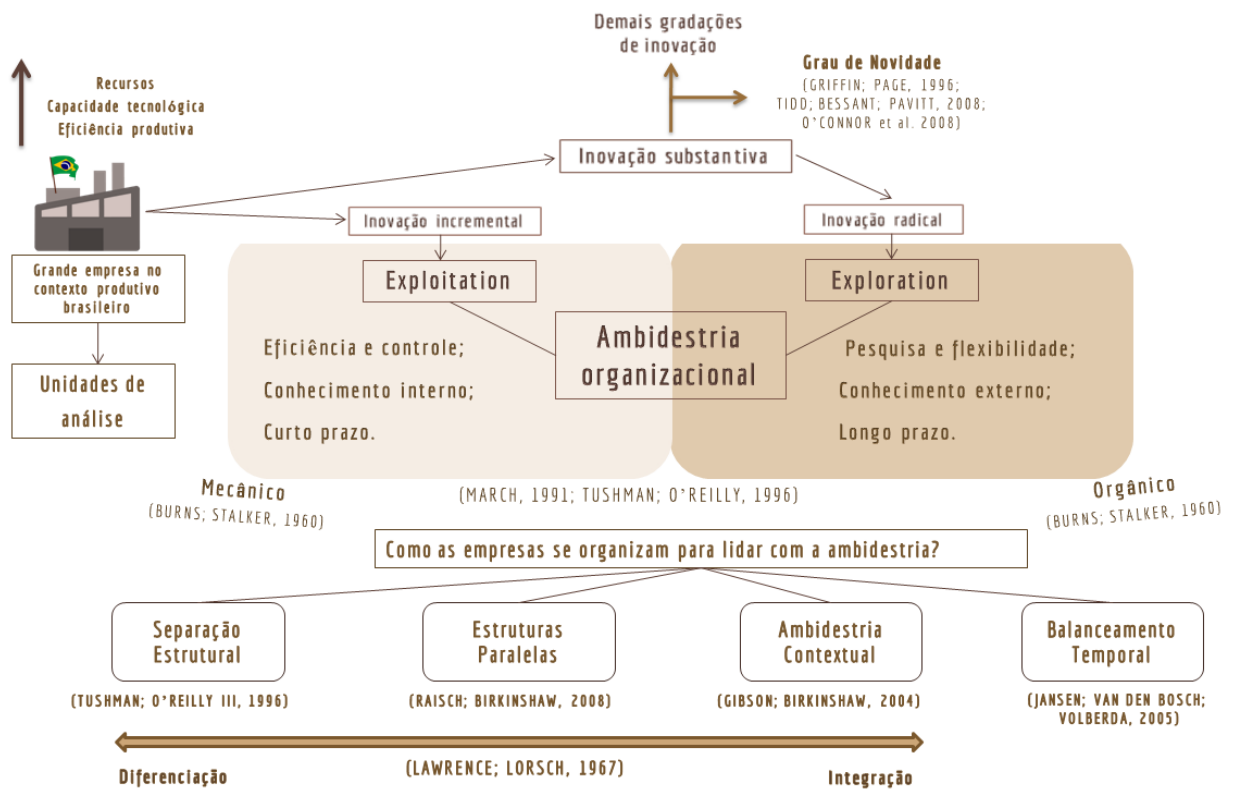 Demais gradações
de inovação
Grau de Novidade
(GRIFFIN; PAGE, 1996;
TIDD; BESSANT; PAVITT, 2008;
O'CONNOR et al. 2008)
Recursos
Capacidade tecnológica
Eficiência produtiva
Inovação substantiva
Inovação incremental
Inovação radical
Grande empresa no
contexto produtivo
brasileiro
Unidades de
análise
Exploitation
Exploration
Ambidestria
organizacional
Eficiência e controle;
Conhecimento interno;
Curto prazo.
Pesquisa e flexibilidade;
Conhecimento externo;
Longo prazo.
Mecânico
(BURNS; STALKER, 1960)
(MARCH, 1991; TUSHMAN; O'REILLY, 1996)
Orgânico
(BURNS; STALKER, 1960)
Como as empresas se organizam para lidar com a ambidestria?
Separação
Estrutural
(TUSHMAN; O'REILLY III, 1996)
Estruturas
Paralelas
(RAISCH; BIRKINSHAW, 2008)
Ambidestria
Contextual
(GIBSON; BIRKINSHAW, 2004)
Balanceamento
Temporal
(JANSEN; VAN DEN BOSCH;
VOLBERDA, 2005)
Diferenciação
(LAWRENCE; LORSCH, 1967)
Integração